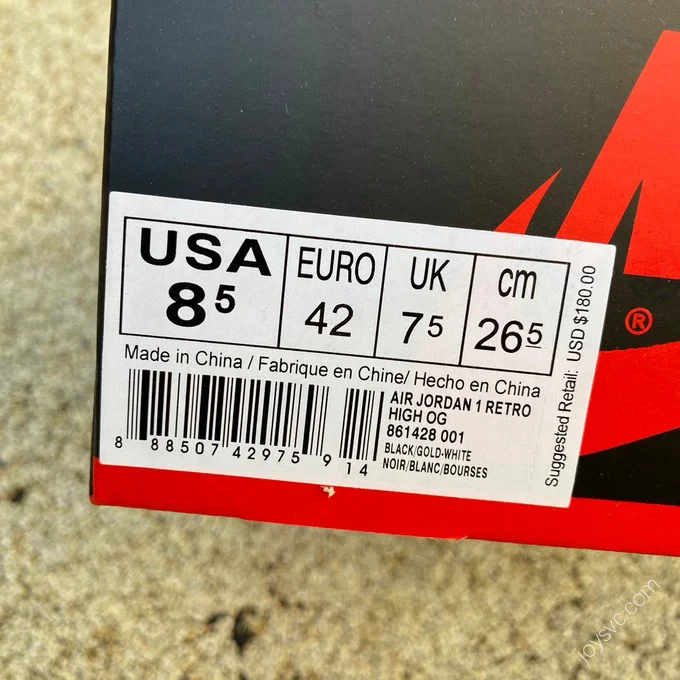 USA EURO UK cm
8⁵ 42 7⁵ 26⁵
Made in China / Fabrique en Chine/ Hecho en China
8 88507 42975 9 14
AIR JORDAN 1 RETRO
HIGH OG
861428 001
BLACK/GOLD-WHITE
NOIR/BLANC/BOURSES
Suggested Retail: USD $180.00
®
joysvc.com